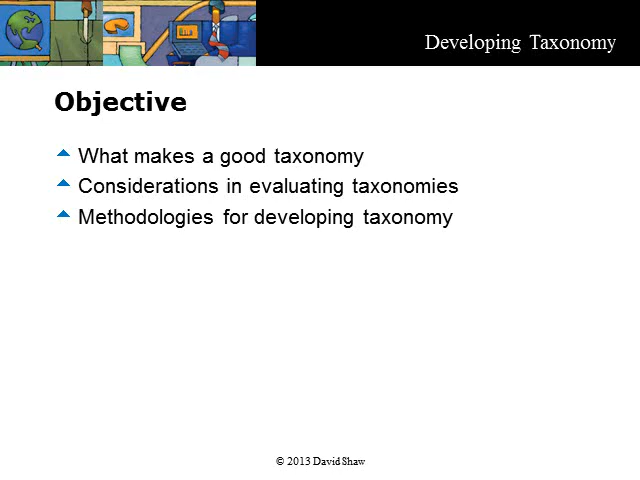 Developing Taxonomy
Objective
What makes a good taxonomy
Considerations in evaluating taxonomies
Methodologies for developing taxonomy
© 2013 David Shaw